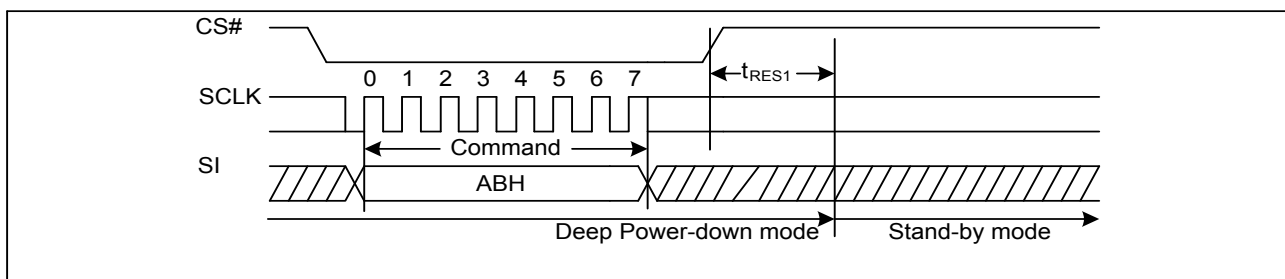 CS#
tRES1
0 1 2 3 4 5 6 7
SCLK
Command
SI
ABH
Deep Power-down mode Stand-by mode